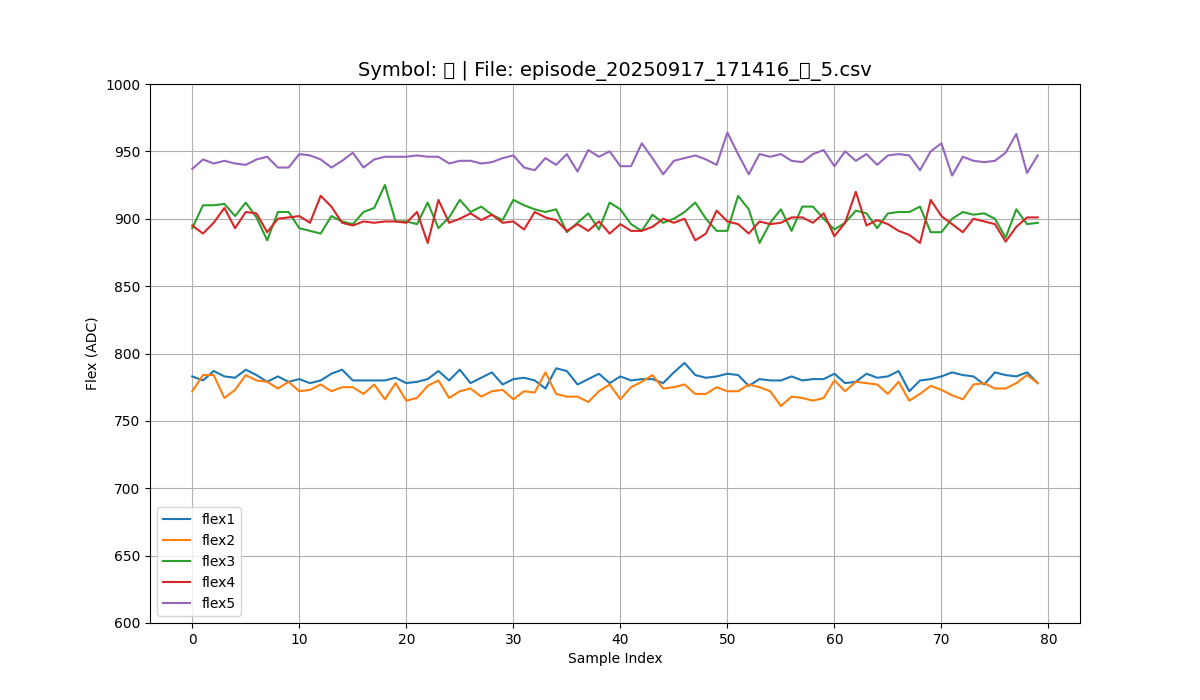 Symbol: ▯ | File: episode_20250917_171416_▯_5.csv
1000
950
900
850
800
750
700
650
600
Flex (ADC)
flex1
flex2
flex3
flex4
flex5
0 10 20 30 40 50 60 70 80
Sample Index